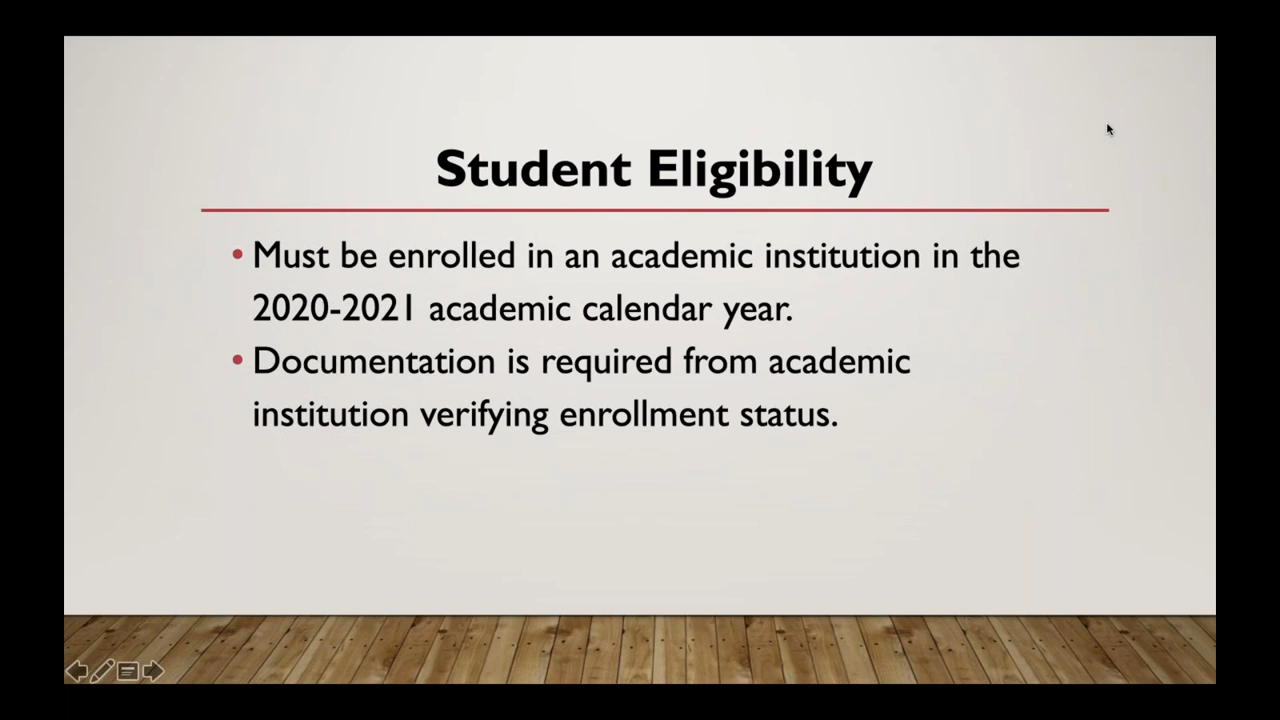 Student Eligibility
• Must be enrolled in an academic institution in the
2020-2021 academic calendar year.
• Documentation is required from academic
institution verifying enrollment status.